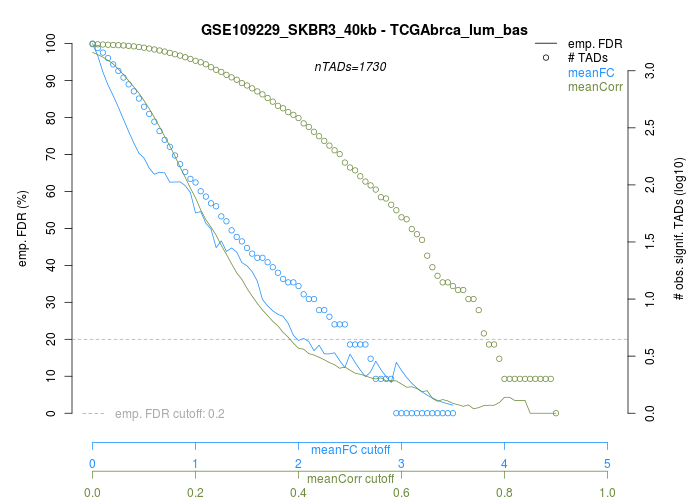 GSE109229_SKBR3_40kb - TCGAbrca_lum_bas
emp. FDR
# TADs
meanFC
meanCorr
nTADs=1730
100
90
80
70
60
50
40
30
20
10
0
emp. FDR (%)
3.0
2.5
2.0
1.5
1.0
0.5
0.0
# obs. signif. TADs (log10)
emp. FDR cutoff: 0.2
meanFC cutoff
0 1 2 3 4 5
meanCorr cutoff
0.0 0.2 0.4 0.6 0.8 1.0